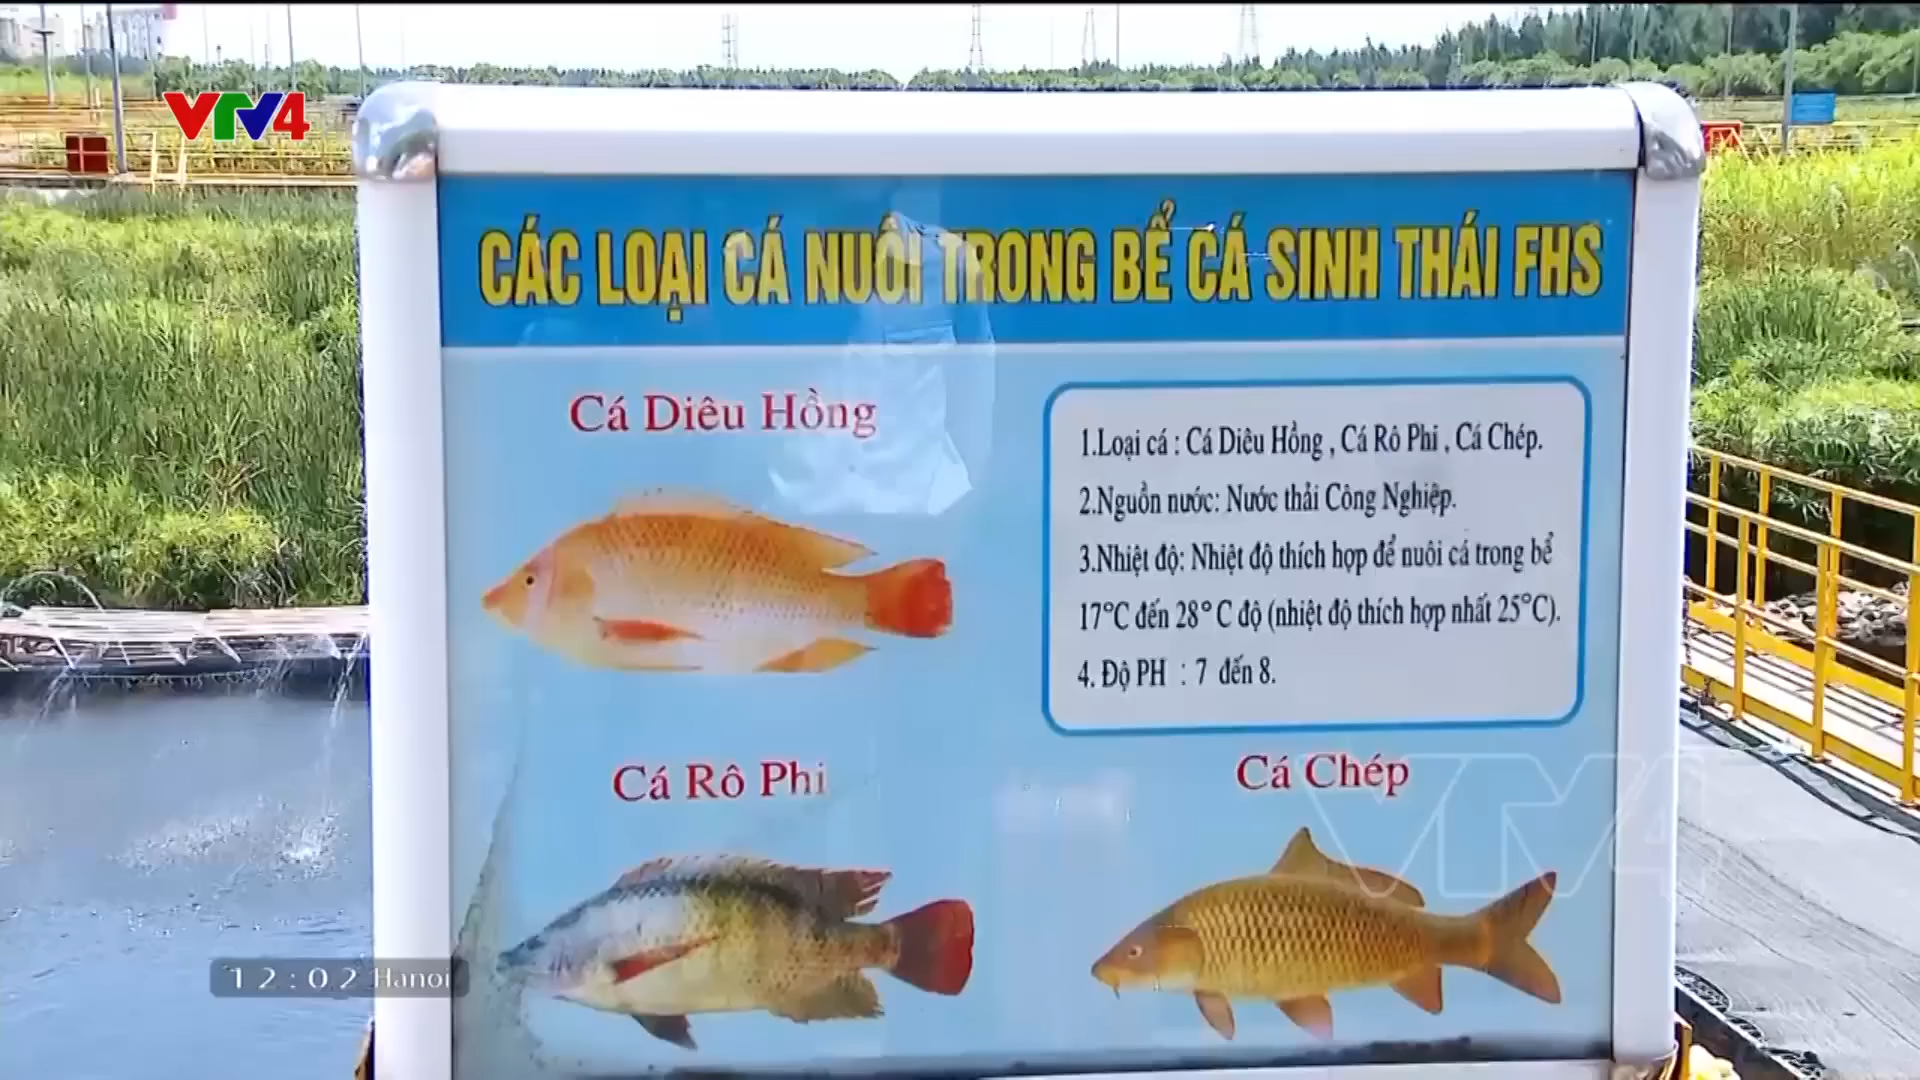 VTV4
CÁC LOẠI CÁ NUÔI TRONG BỂ CÁ SINH THÁI FHS
Cá Diêu Hồng
1.Loại cá : Cá Diêu Hồng , Cá Rô Phi , Cá Chép.
2.Nguồn nước: Nước thải Công Nghiệp.
3.Nhiệt độ: Nhiệt độ thích hợp để nuôi cá trong bể
17°C đến 28° C độ (nhiệt độ thích hợp nhất 25°C).
4. Độ PH : 7 đến 8.
Cá Rô Phi
Cá Chép
VTV4
12:02 Hanoi